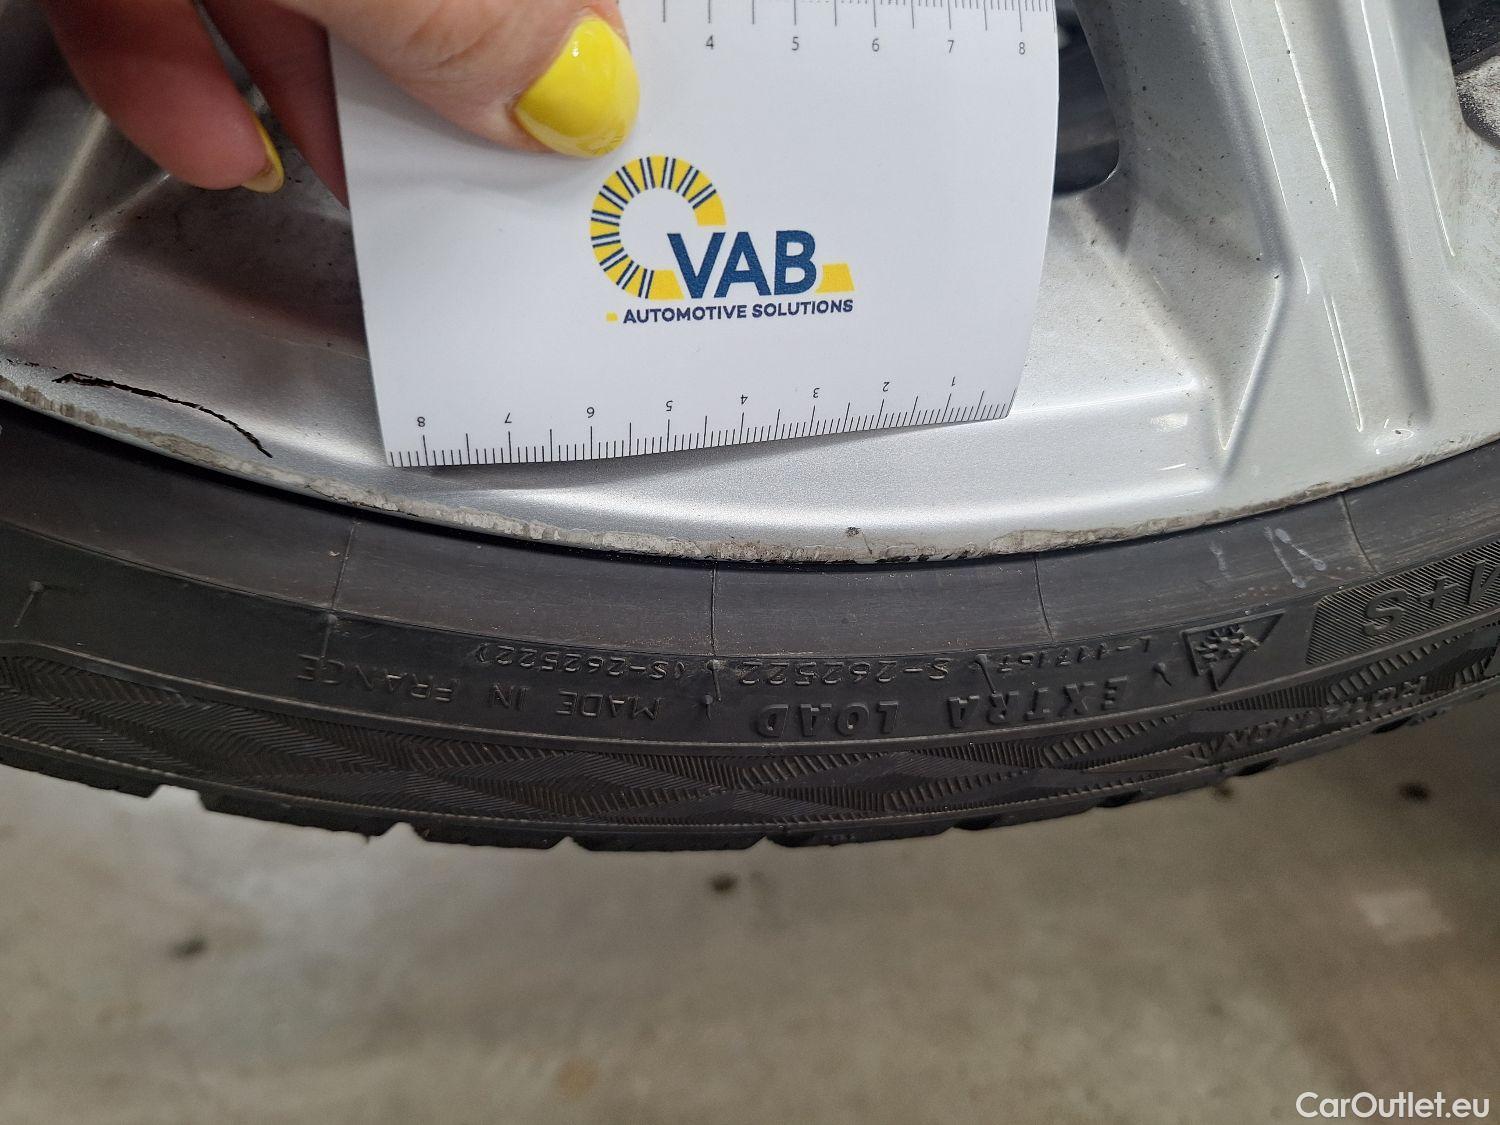 4 5 6 7 8
VAB
AUTOMOTIVE SOLUTIONS
8 7 6 5 4 3 2 1
M+S
EXTRA LOAD
S-262522
(S-262522)
MADE IN FRANCE
CarOutlet.eu